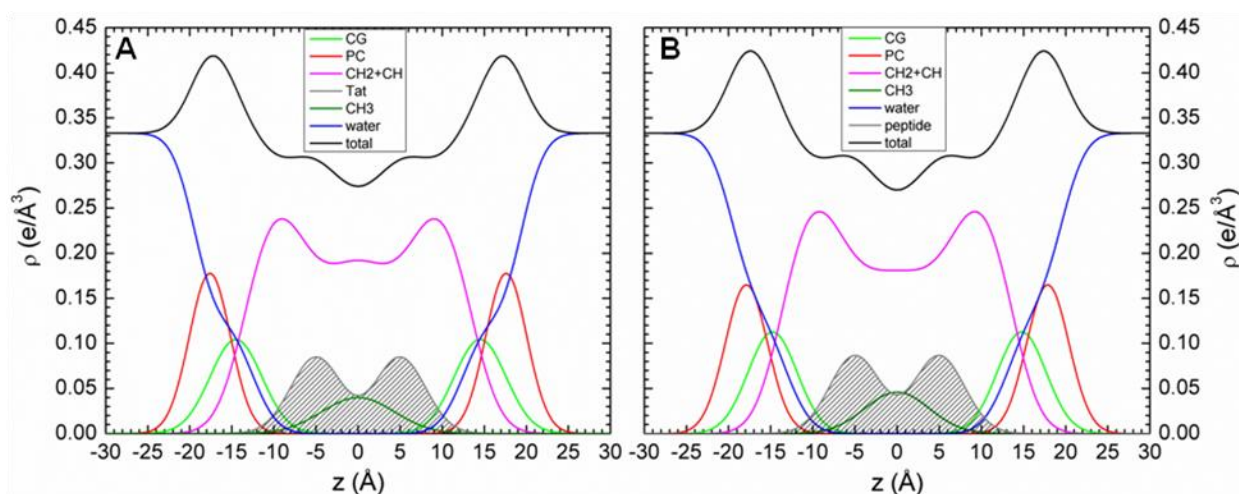 A
CG
PC
CH2+CH
Tat
CH3
water
total
0.45
0.40
0.35
0.30
0.25
0.20
0.15
0.10
0.05
0.00
ρ (e/Å³)
-30 -25 -20 -15 -10 -5 0 5 10 15 20 25 30
z (Å)
B
CG
PC
CH2+CH
CH3
water
peptide
total
-30 -25 -20 -15 -10 -5 0 5 10 15 20 25 30
z (Å)
0.45
0.40
0.35
0.30
0.25
0.20
0.15
0.10
0.05
0.00
ρ (e/Å³)